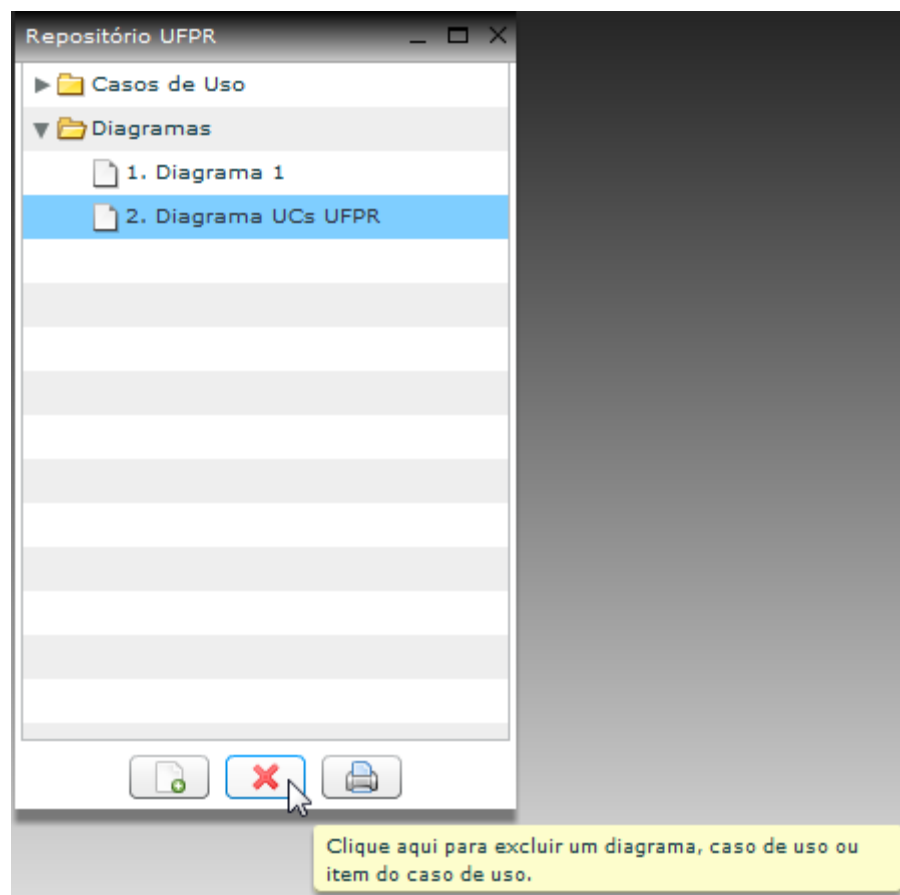 Repositório UFPR
Casos de Uso
Diagramas
1. Diagrama 1
2. Diagrama UCs UFPR
Clique aqui para excluir um diagrama, caso de uso ou
item do caso de uso.